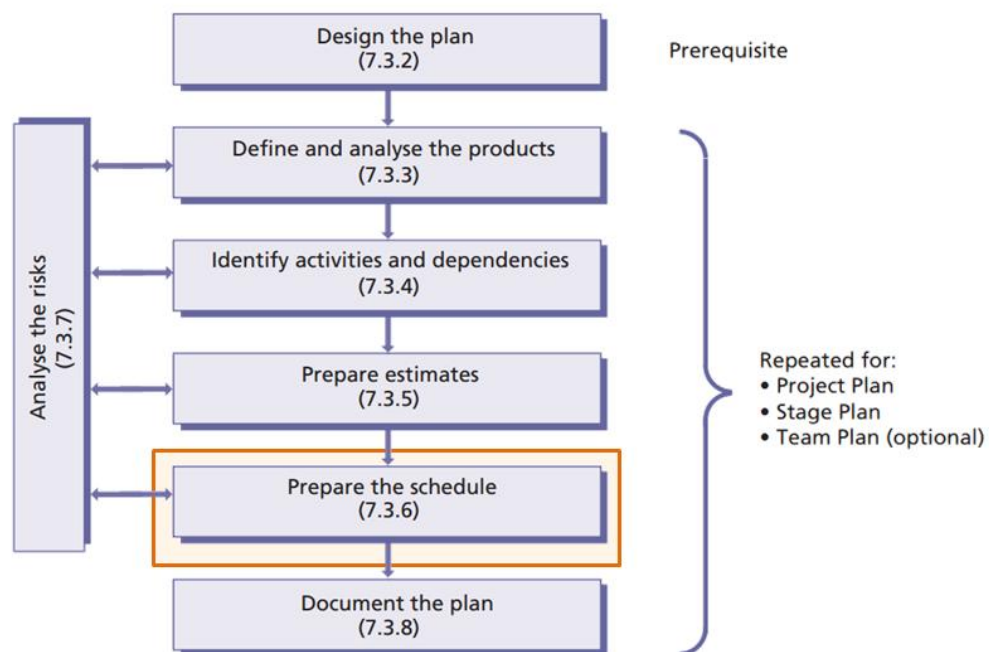 Design the plan
(7.3.2)
Prerequisite
Define and analyse the products
(7.3.3)
Identify activities and dependencies
(7.3.4)
Analyse the risks
(7.3.7)
Prepare estimates
(7.3.5)
Repeated for:
• Project Plan
• Stage Plan
• Team Plan (optional)
Prepare the schedule
(7.3.6)
Document the plan
(7.3.8)